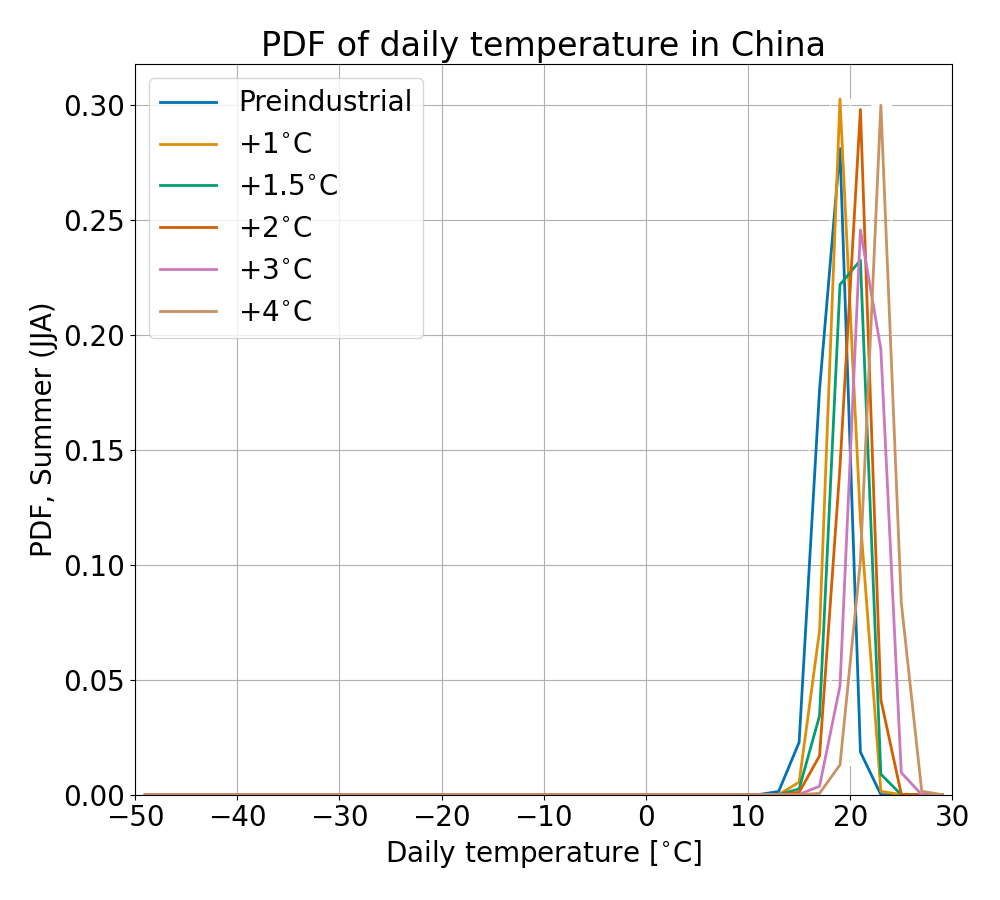 PDF of daily temperature in China
0.30
0.25
0.20
0.15
0.10
0.05
0.00
PDF, Summer (JJA)
Preindustrial
+1°C
+1.5°C
+2°C
+3°C
+4°C
−50 −40 −30 −20 −10 0 10 20 30
Daily temperature [°C]